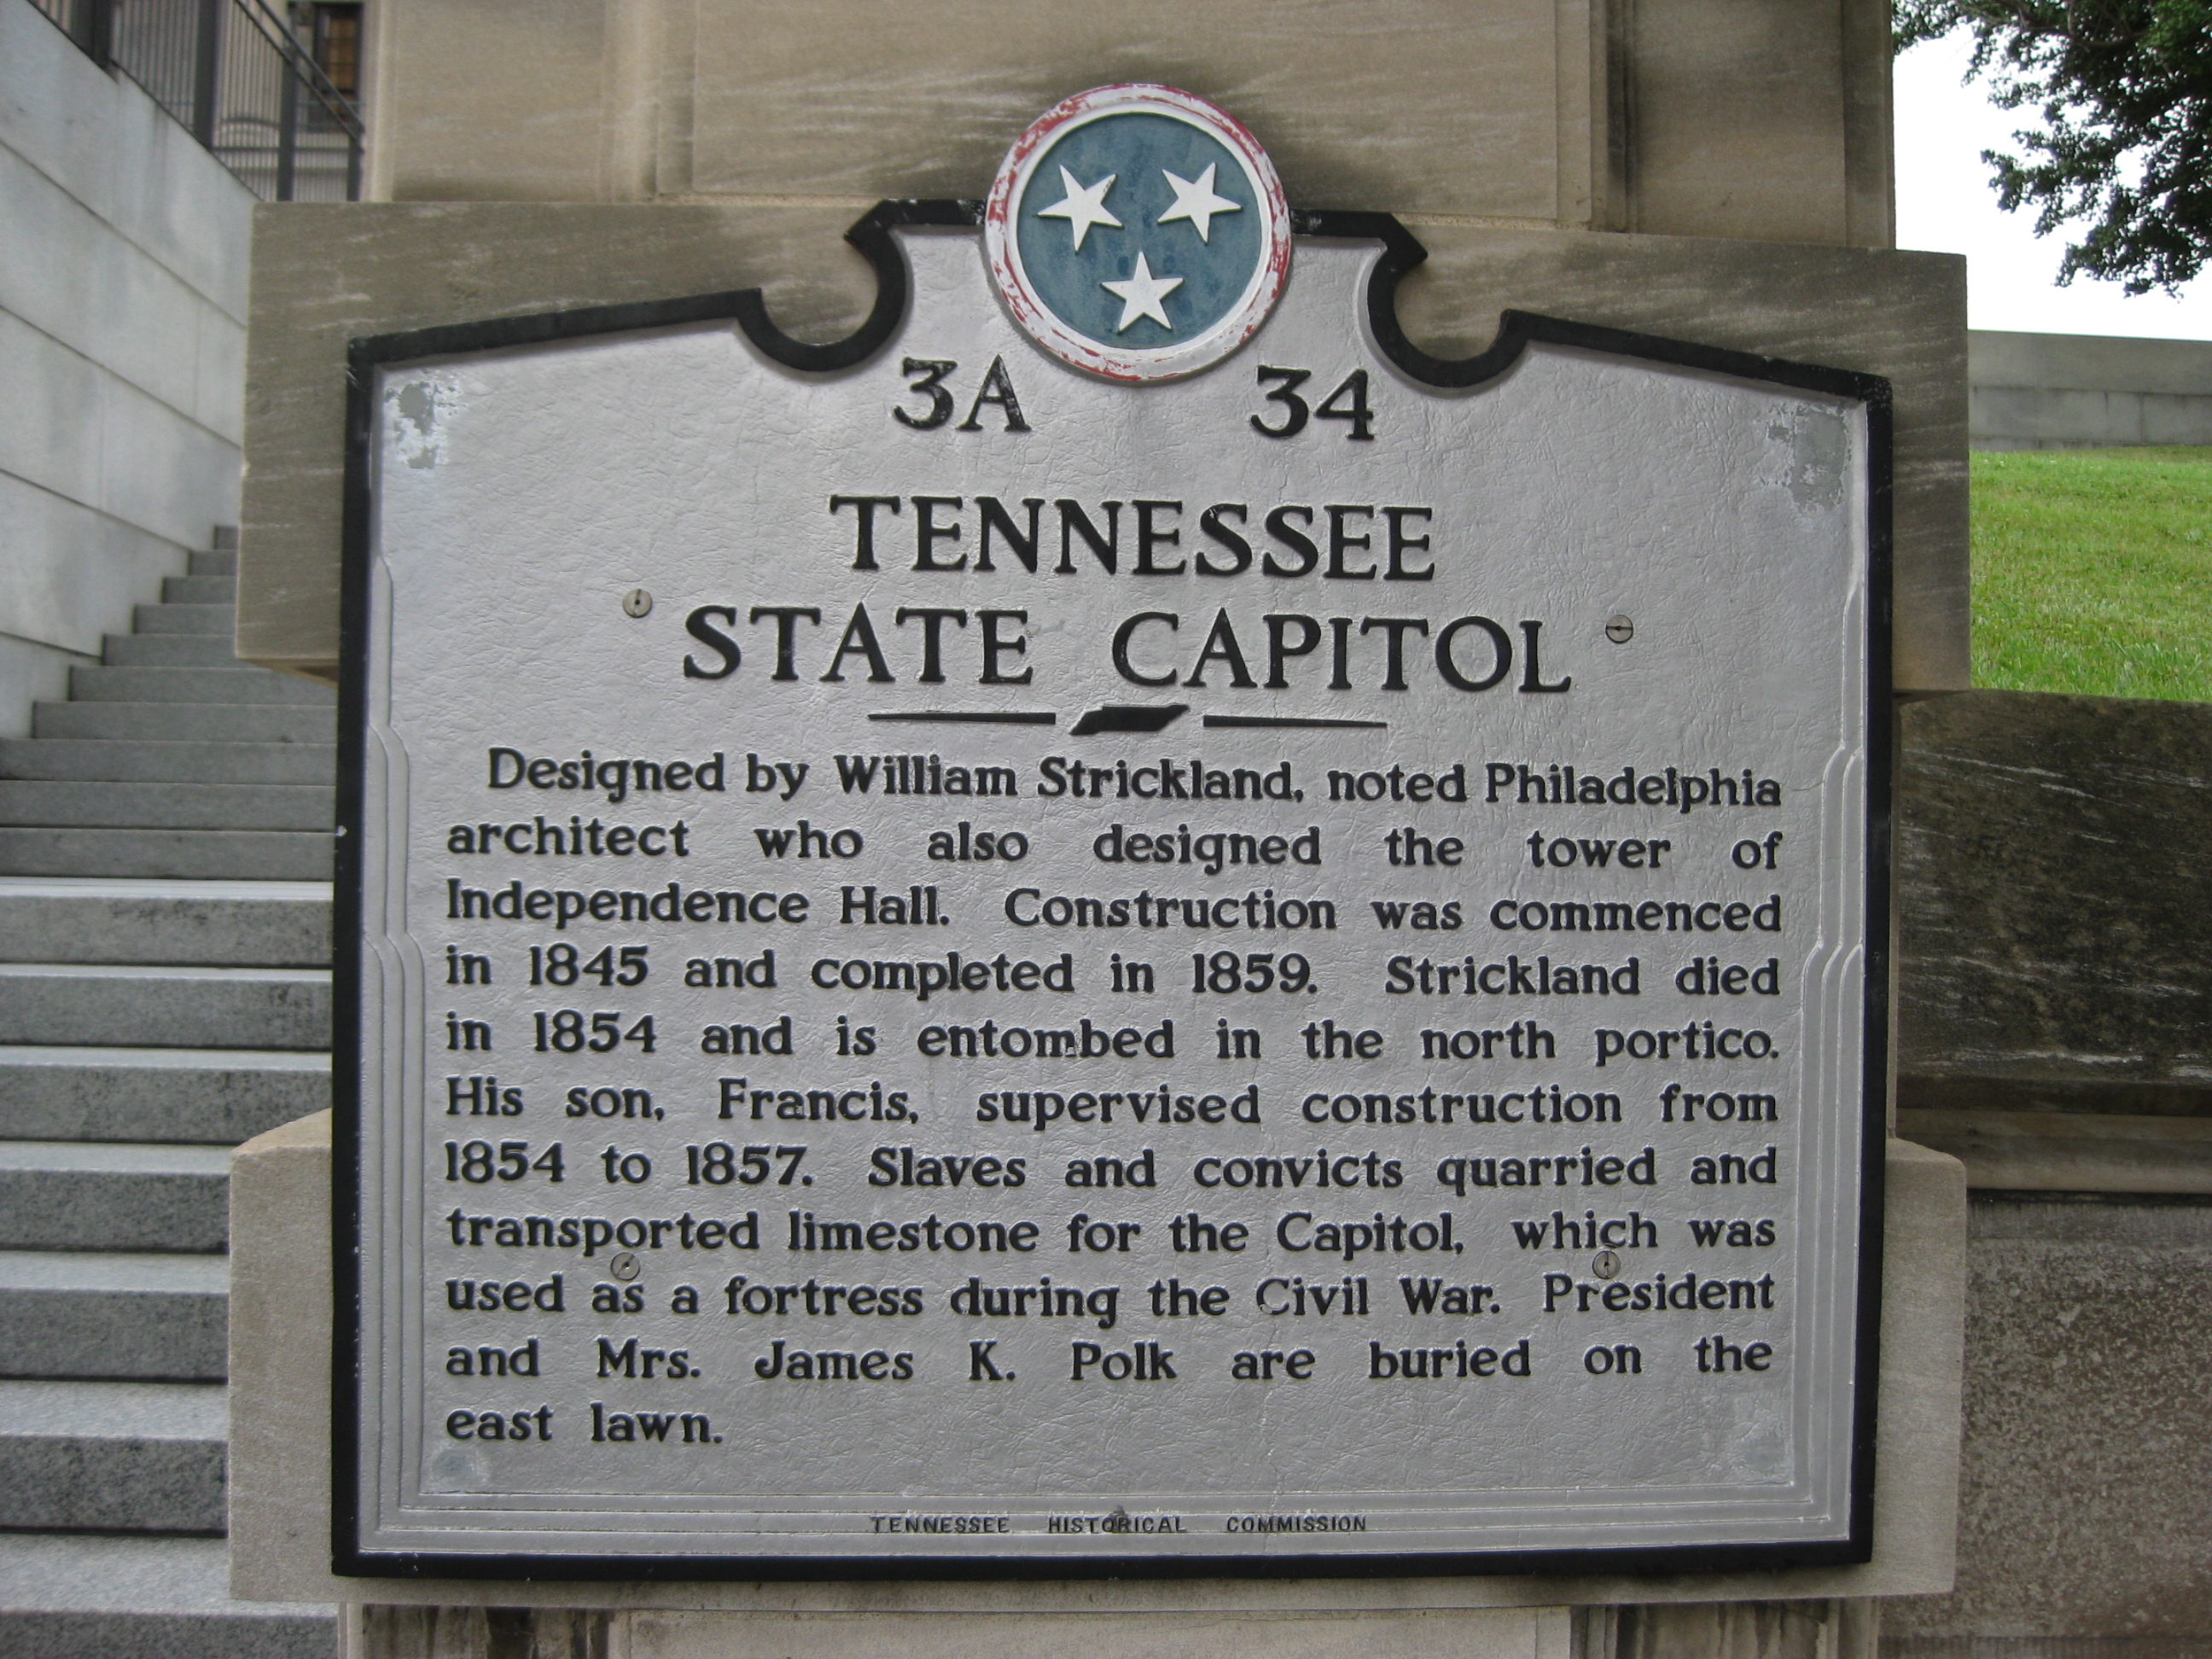 3A 34
TENNESSEE
STATE CAPITOL
Designed by William Strickland, noted Philadelphia
architect who also designed the tower of
Independence Hall. Construction was commenced
in 1845 and completed in 1859. Strickland died
in 1854 and is entombed in the north portico.
His son, Francis, supervised construction from
1854 to 1857. Slaves and convicts quarried and
transported limestone for the Capitol, which was
used as a fortress during the Civil War. President
and Mrs. James K. Polk are buried on the
east lawn.
TENNESSEE HISTORICAL COMMISSION